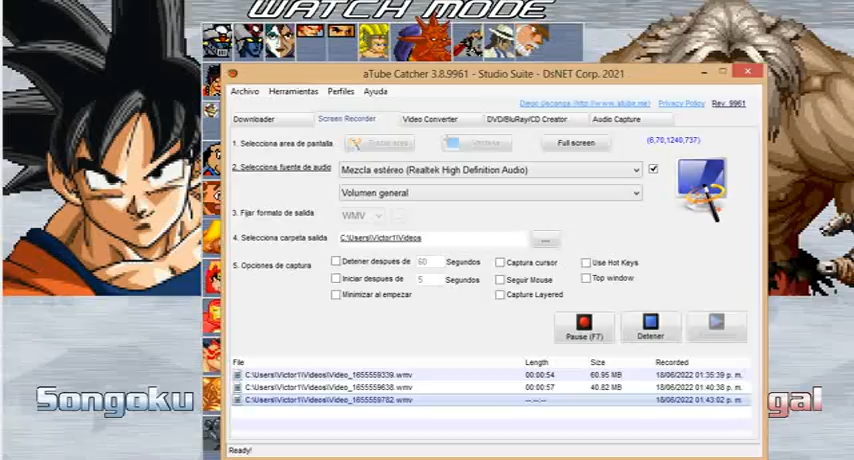 WATCH MODE
aTube Catcher 3.8.9961 - Studio Suite - DsNET Corp. 2021
Archivo Herramientas Perfiles Ayuda
Diego Uscanga (http://www.atube.me) Privacy Policy Rev. 9961
Downloader Screen Recorder Video Converter DVD/BluRay/CD Creator Audio Capture
1. Selecciona area de pantalla Full screen (6,70,1240,737)
2. Selecciona fuente de audio Mezcla estéreo (Realtek High Definition Audio)
Volumen general
3. Fijar formato de salida WMV
4. Selecciona carpeta salida C:\Users\Victor1\Videos ...
5. Opciones de captura Detener despues de 60 Segundos Captura cursor Use Hot Keys
Iniciar despues de 5 Segundos Seguir Mouse Top window
Minimizar al empezar Capture Layered
Pause (F7) Detener
File Length Size Recorded
C:\Users\Victor1\Videos\Video_1655559339.wmv 00:00:54 60.95 MB 18/06/2022 01:35:39 p. m.
C:\Users\Victor1\Videos\Video_1655559638.wmv 00:00:57 40.82 MB 18/06/2022 01:40:38 p. m.
C:\Users\Victor1\Videos\Video_1655559782.wmv --:--:-- 18/06/2022 01:43:02 p. m.
Songoku gal
Ready!